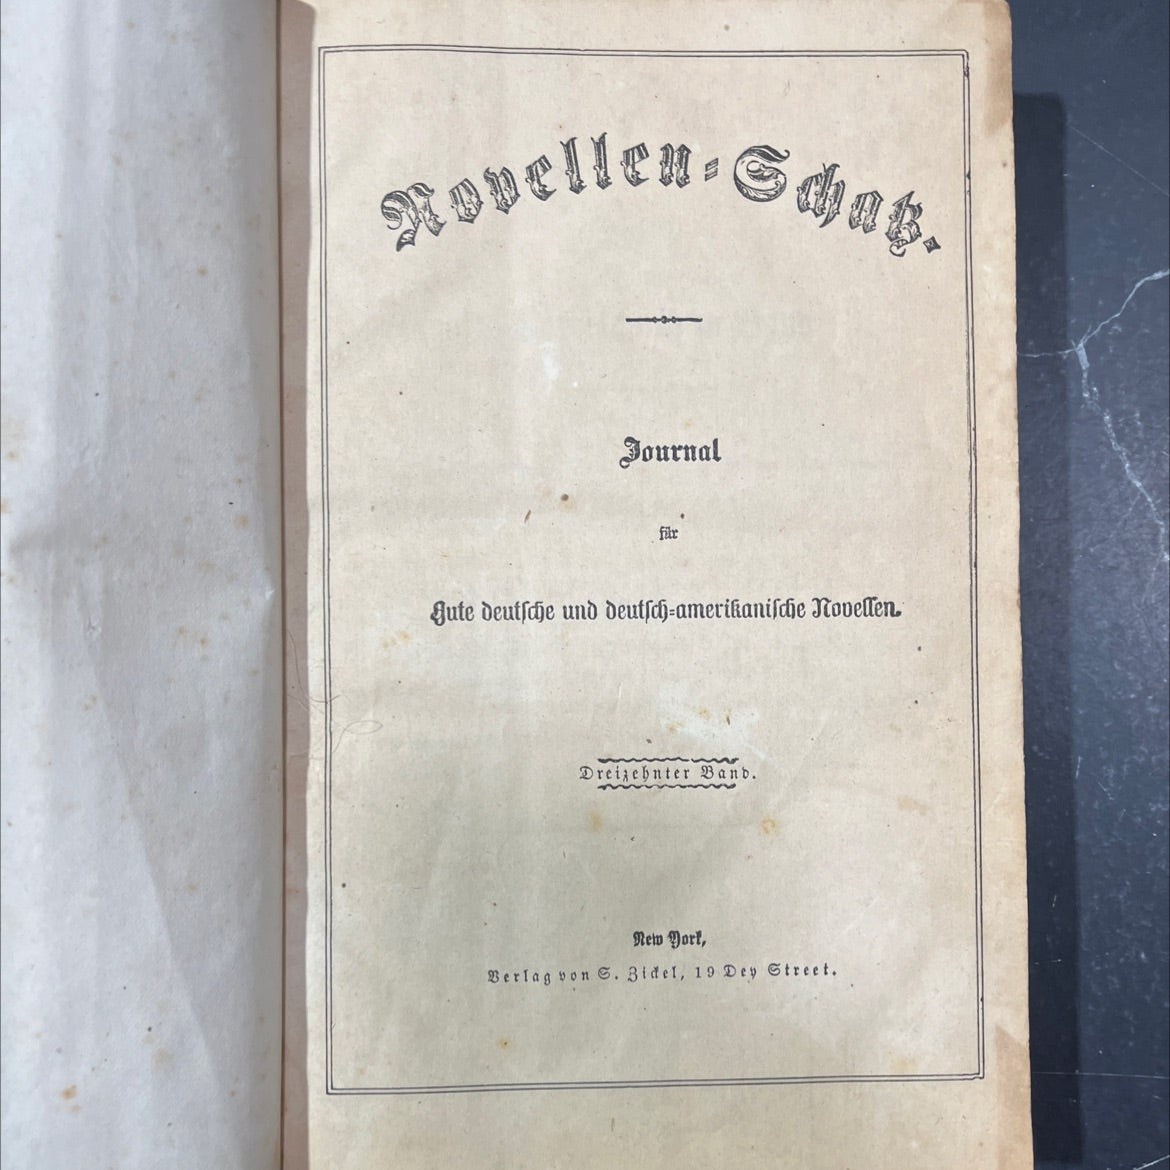 Novellen-Schatz.
Journal
für
gute deutsche und deutsch-amerikanische Novellen.
Dreizehnter Band.
New York,
Verlag von S. Zickel, 19 Dey Street.